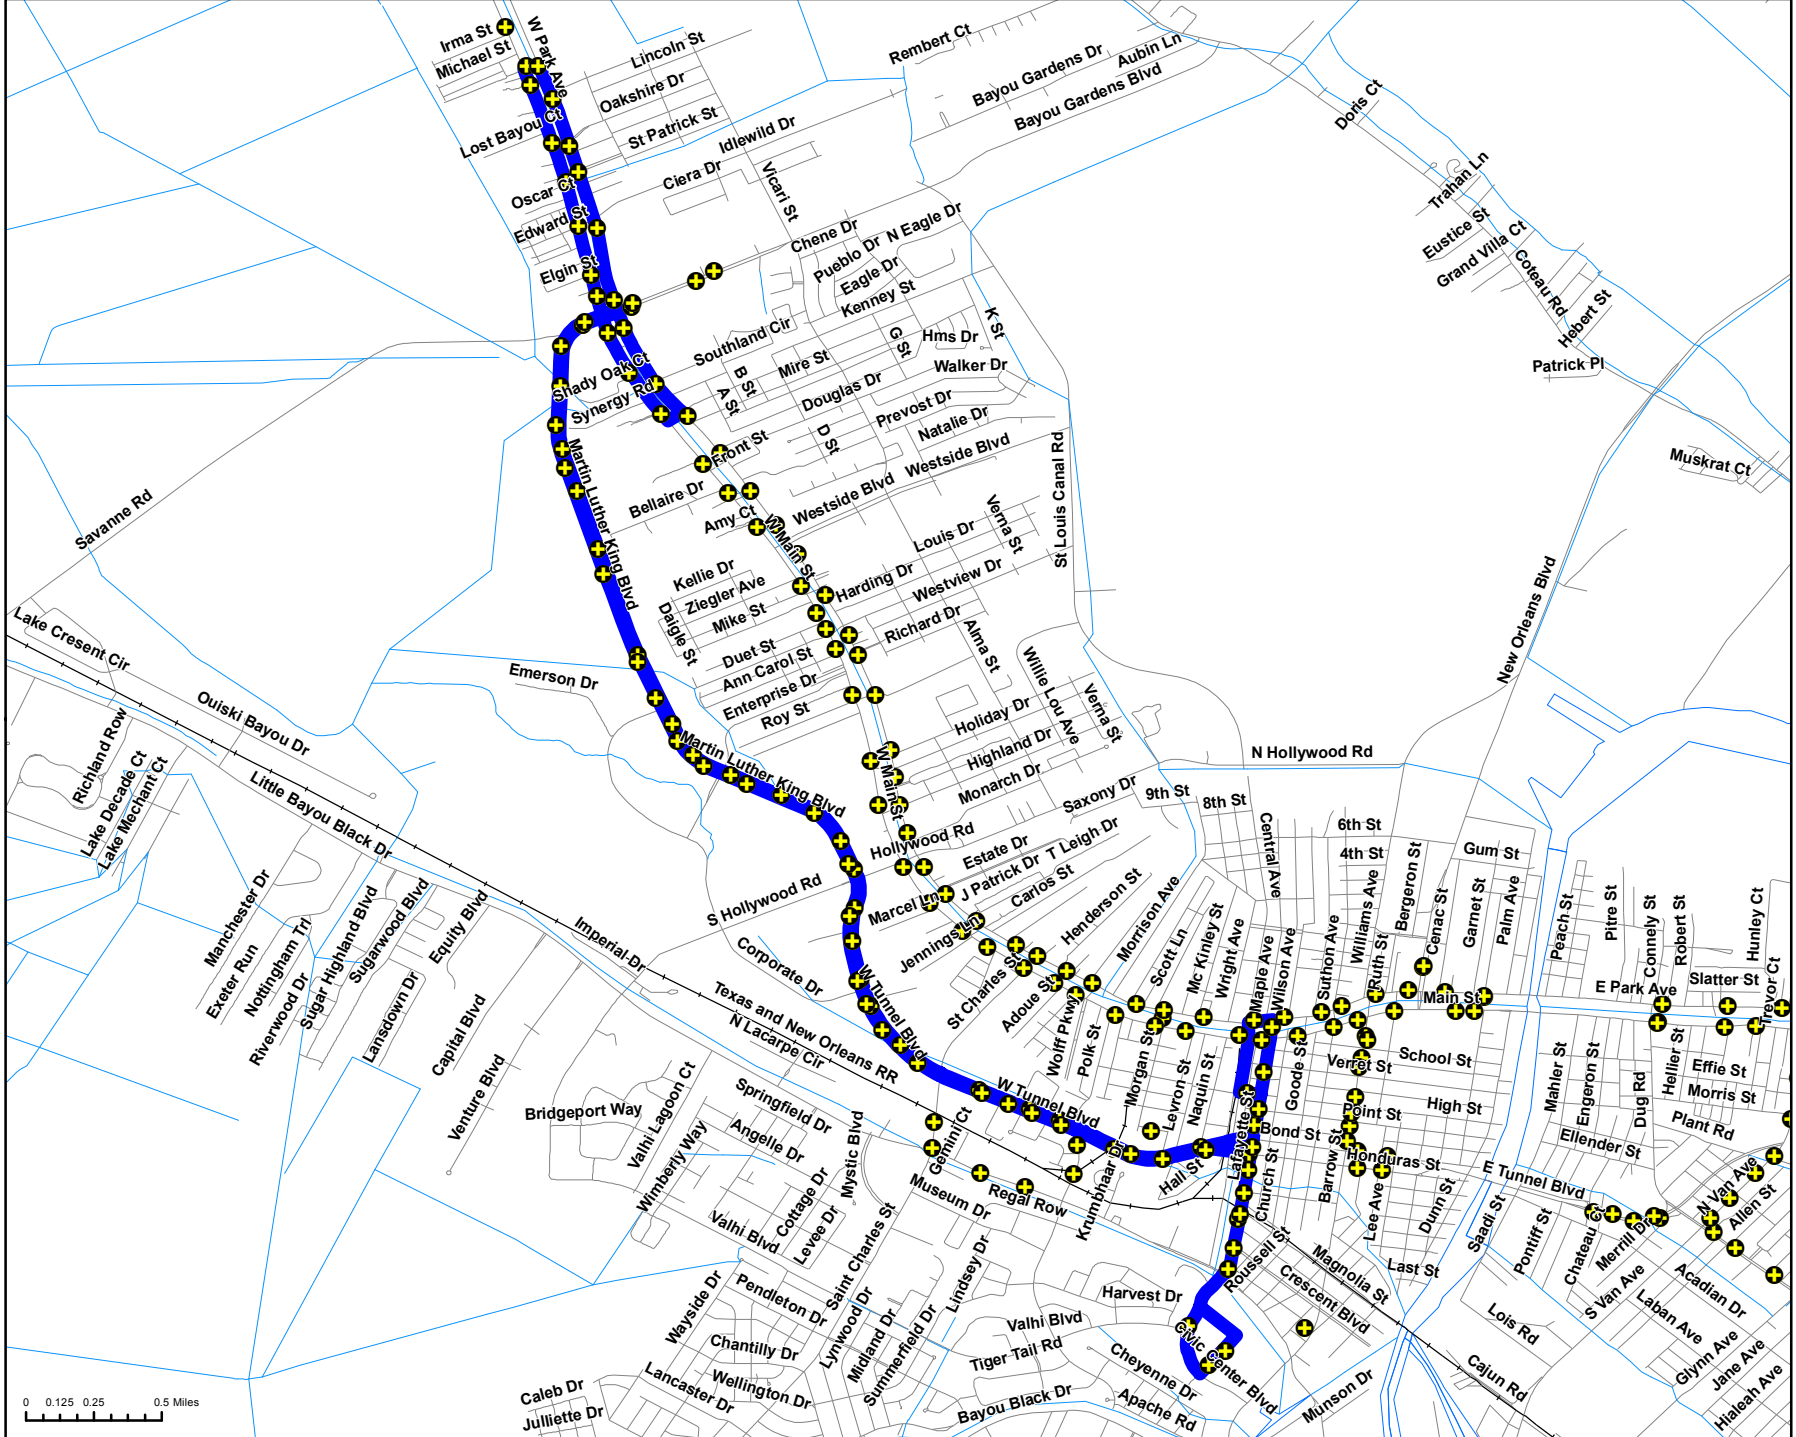 Irma St
Michael St
W Park Ave
Lincoln St
Oakshire Dr
St Patrick St
Lost Bayou Ct
Idlewild Dr
Ciera Dr
Vicari St
Oscar Ct
Edward St
Elgin St
Rembert Ct
Bayou Gardens Dr
Aubin Ln
Bayou Gardens Blvd
Doris Ct
Trahan Ln
Eustice St
Grand Villa Ct
Coteau Rd
Hebert St
Patrick Pl
Muskrat Ct
Chene Dr
N Eagle Dr
Pueblo Dr
Eagle Dr
Kenney St
K St
G St
Hms Dr
Walker Dr
Southland Cir
Mire St
B St
A St
Douglas Dr
Prevost Dr
Natalie Dr
D St
Westside Blvd
Westside Blvd
Shady Oak Ct
Synergy Rd
Front St
Bellaire Dr
Amy Ct
W Main St
St Louis Canal Rd
Savanne Rd
Martin Luther King Blvd
Verna St
Louis Dr
Kellie Dr
Ziegler Ave
Mike St
Harding Dr
Westview Dr
Richard Dr
Daigle St
Duet St
Ann Carol St
Enterprise Dr
Roy St
Alma St
Willie Lou Ave
Verna St
Holiday Dr
Highland Dr
Monarch Dr
W Main St
New Orleans Blvd
N Hollywood Rd
Lake Cresent Cir
Ouiski Bayou Dr
Emerson Dr
Richland Row
Lake Decade Ct
Lake Mechant Ct
Little Bayou Black Dr
Martin Luther King Blvd
Saxony Dr
9th St
8th St
Central Ave
6th St
4th St
Gum St
Hollywood Rd
Estate Dr
T Leigh Dr
J Patrick Dr
Carlos St
S Hollywood Rd
Marcel Ln
Jennings Ln
Henderson St
Morrison Ave
Scott Ln
Mc Kinley St
Wright Ave
Maple Ave
Wilson Ave
Suthon Ave
Williams Ave
Ruth St
Bergeron St
Cenac St
Garnet St
Palm Ave
Peach St
Pitre St
Connely St
Robert St
Hunley Ct
Slatter St
Trevor Ct
E Park Ave
Main St
Manchester Dr
Exeter Run
Nottingham Trl
Riverwood Dr
Sugar Highland Blvd
Sugarwood Blvd
Equity Blvd
Lansdown Dr
Capital Blvd
Venture Blvd
Imperial Dr
Corporate Dr
Texas and New Orleans RR
N Lacarpe Cir
W Tunnel Blvd
W Tunnel Blvd
St Charles St
Adoue St
Wolff Pkwy
Polk St
Morgan St
Levron St
Naquin St
Goode St
Verret St
School St
Point St
High St
Bond St
Honduras St
Barrow St
Lafayette St
Church St
Hall St
Krumbhaar Dr
Lee Ave
Dunn St
E Tunnel Blvd
Saadi St
Mahler St
Engeron St
Dug Rd
Hellier St
Effie St
Morris St
Plant Rd
Ellender St
N Van Ave
Allen St
Pontiff St
Chateau Ct
Merrill Dr
S Van Ave
Acadian Dr
Laban Ave
Glynn Ave
Jane Ave
Hialeah Ave
Lois Rd
Cajun Rd
Last St
Magnolia St
Crescent Blvd
Roussell St
Harvest Dr
Valhi Blvd
Tiger Tail Rd
Cheyenne Dr
Apache Rd
Bayou Black Dr
Civic Center Blvd
Munson Dr
Bridgeport Way
Valhi Lagoon Ct
Wimberly Way
Springfield Dr
Angelle Dr
Mystic Blvd
Gemini Ct
Museum Dr
Regal Row
Cottage Dr
Levee Dr
Valhi Blvd
Saint Charles St
Lindsey Dr
Wayside Dr
Pendleton Dr
Lynwood Dr
Midland Dr
Summerfield Dr
Chantilly Dr
Wellington Dr
Lancaster Dr
Caleb Dr
Julliette Dr
0 0.125 0.25 0.5 Miles